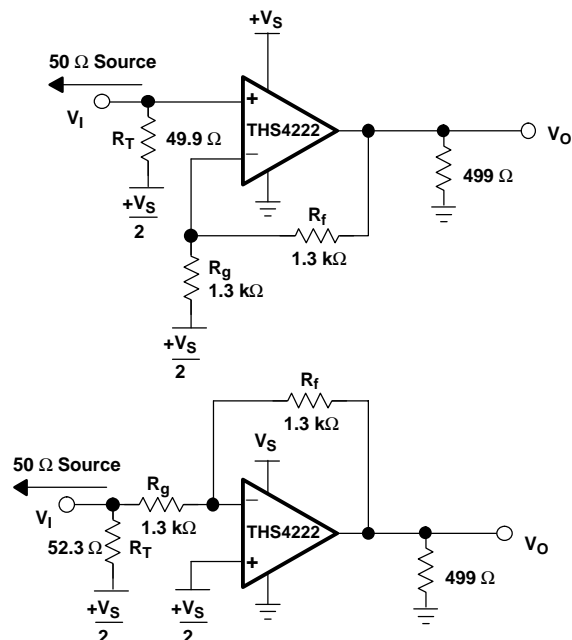 +VS
50 Ω Source
VI
+
THS4222
RT
49.9 Ω
−
VO
499 Ω
+VS
2
Rf
1.3 kΩ
Rg
1.3 kΩ
+VS
2
Rf
1.3 kΩ
VS
50 Ω Source
Rg
VI
1.3 kΩ
−
THS4222
VO
52.3 Ω
RT
+
499 Ω
+VS
2
+VS
2